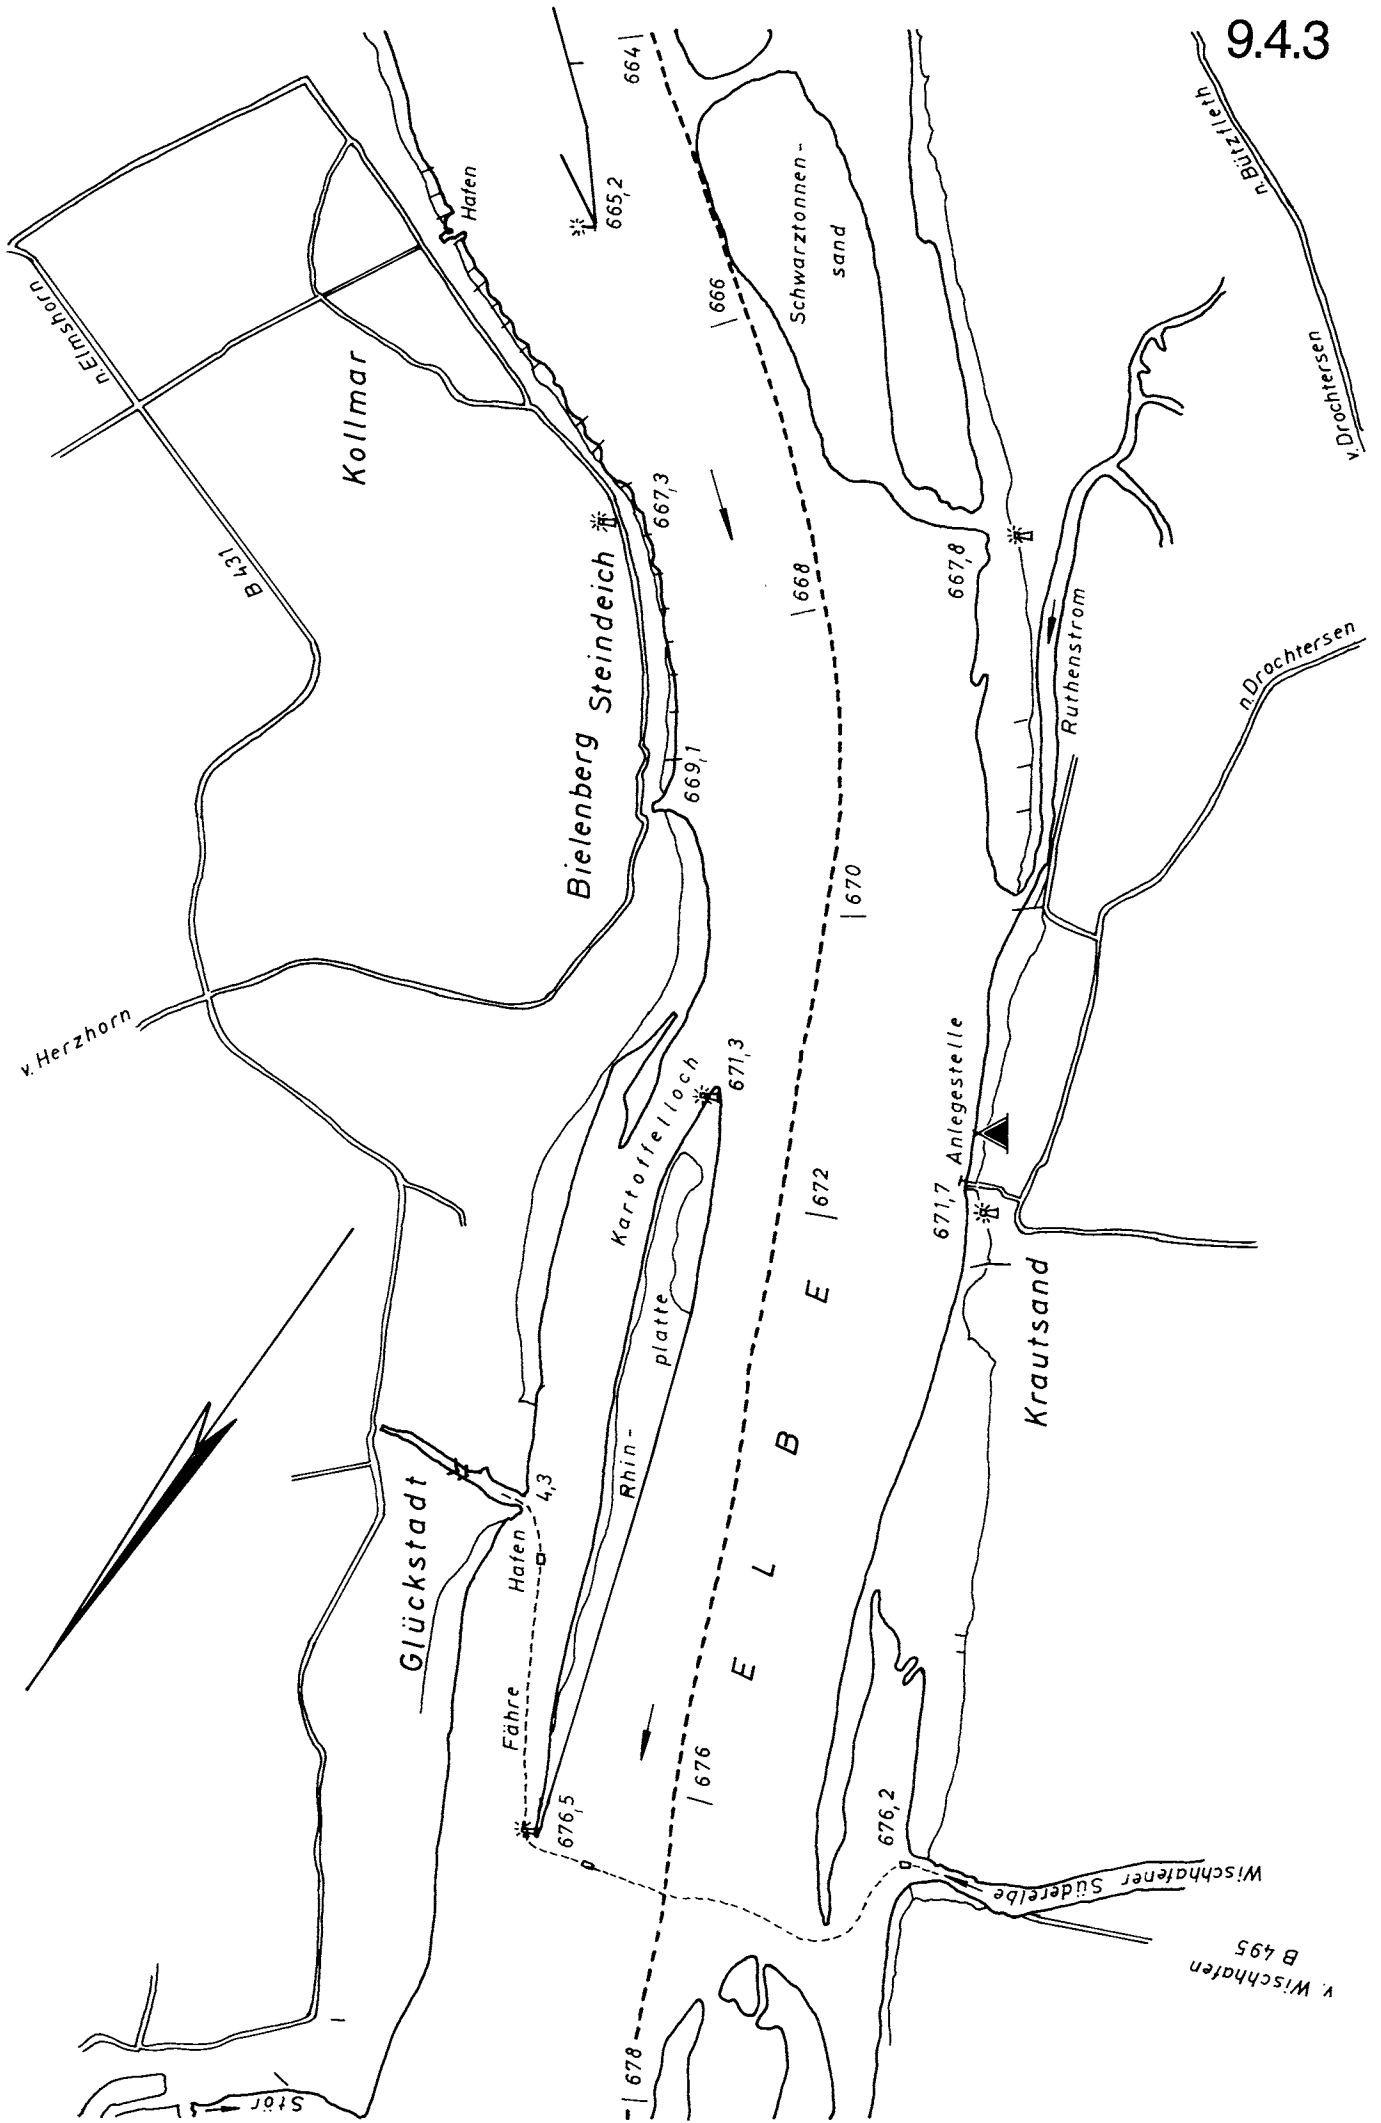 9.4.3
664
n. Bützfleth
Hafen
665,2
Schwarztonnen-
sand
666
n. Elmshorn
Kollmar
v. Drochtersen
B 431
667,3
Steindeich
668
667,8
Ruthenstrom
n. Drochtersen
Bielenberg
669,1
670
v. Herzhorn
Kartoffelloch
671,3
Anlegestelle
671,7
672
Krautsand
Rhin-
platte
ELBE
Glückstadt
4,3
Hafen
Fähre
676,5
676
676,2
Wischhafener
Süderelbe
v. Wischhafen
B 495
678
Stör